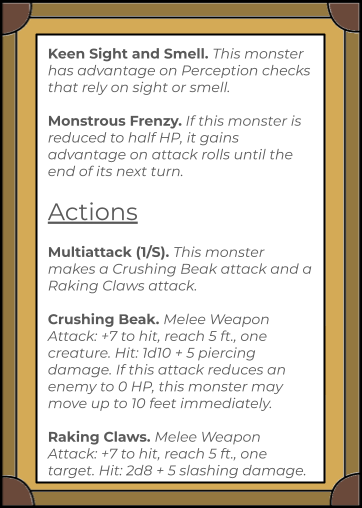 Keen Sight and Smell. This monster
has advantage on Perception checks
that rely on sight or smell.
Monstrous Frenzy. If this monster is
reduced to half HP, it gains
advantage on attack rolls until the
end of its next turn.
Actions
Multiattack (1/S). This monster
makes a Crushing Beak attack and a
Raking Claws attack.
Crushing Beak. Melee Weapon
Attack: +7 to hit, reach 5 ft., one
creature. Hit: 1d10 + 5 piercing
damage. If this attack reduces an
enemy to 0 HP, this monster may
move up to 10 feet immediately.
Raking Claws. Melee Weapon
Attack: +7 to hit, reach 5 ft., one
target. Hit: 2d8 + 5 slashing damage.